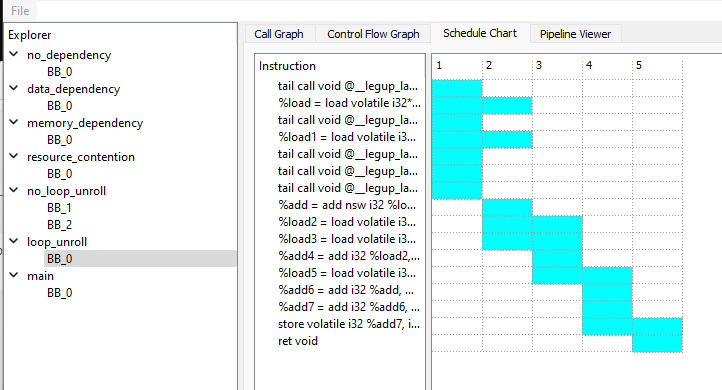 File
Explorer
no_dependency
BB_0
data_dependency
BB_0
memory_dependency
BB_0
resource_contention
BB_0
no_loop_unroll
BB_1
BB_2
loop_unroll
BB_0
main
BB_0
Call Graph Control Flow Graph Schedule Chart Pipeline Viewer
Instruction
tail call void @__legup_la...
%load = load volatile i32*...
tail call void @__legup_la...
%load1 = load volatile i3...
tail call void @__legup_la...
tail call void @__legup_la...
tail call void @__legup_la...
%add = add nsw i32 %lo...
%load2 = load volatile i3...
%load3 = load volatile i3...
%add4 = add i32 %load2,...
%load5 = load volatile i3...
%add6 = add i32 %add, ...
%add7 = add i32 %add6, ...
store volatile i32 %add7, i...
ret void
1 2 3 4 5